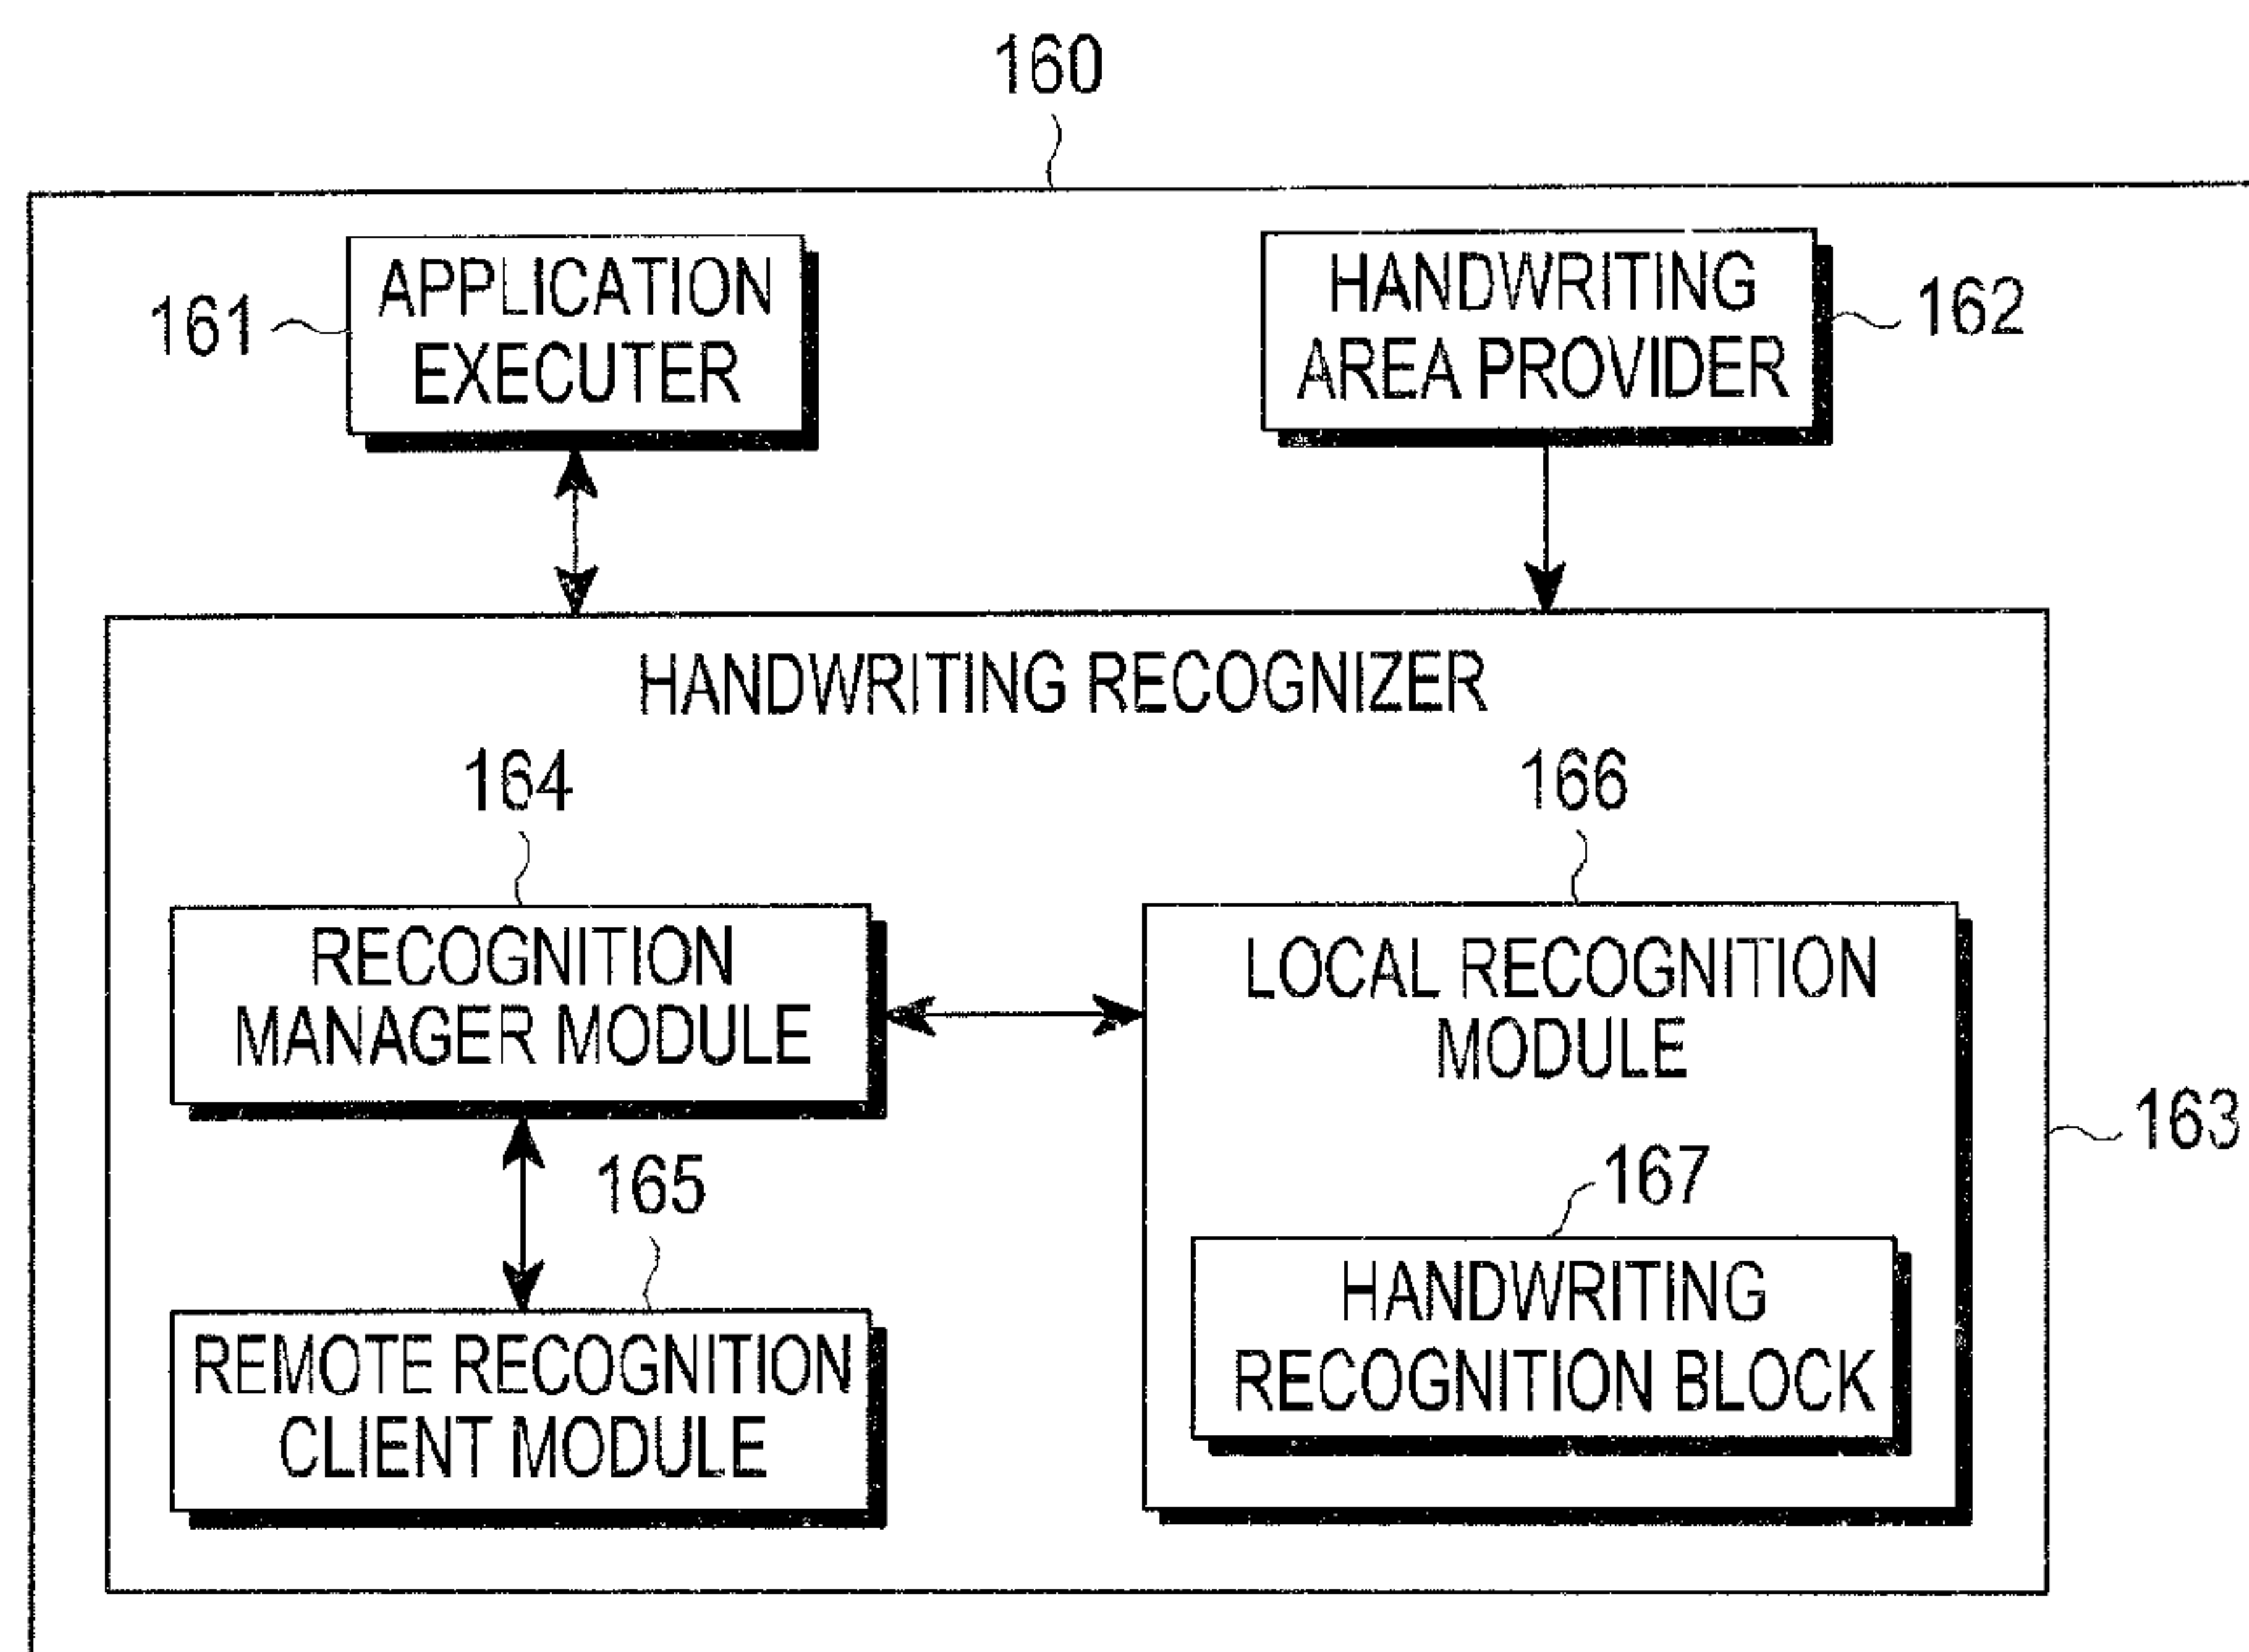 160
161
APPLICATION
EXECUTER
HANDWRITING
AREA PROVIDER
162
HANDWRITING RECOGNIZER
164
166
RECOGNITION
MANAGER MODULE
LOCAL RECOGNITION
MODULE
163
165
167
REMOTE RECOGNITION
CLIENT MODULE
HANDWRITING
RECOGNITION BLOCK